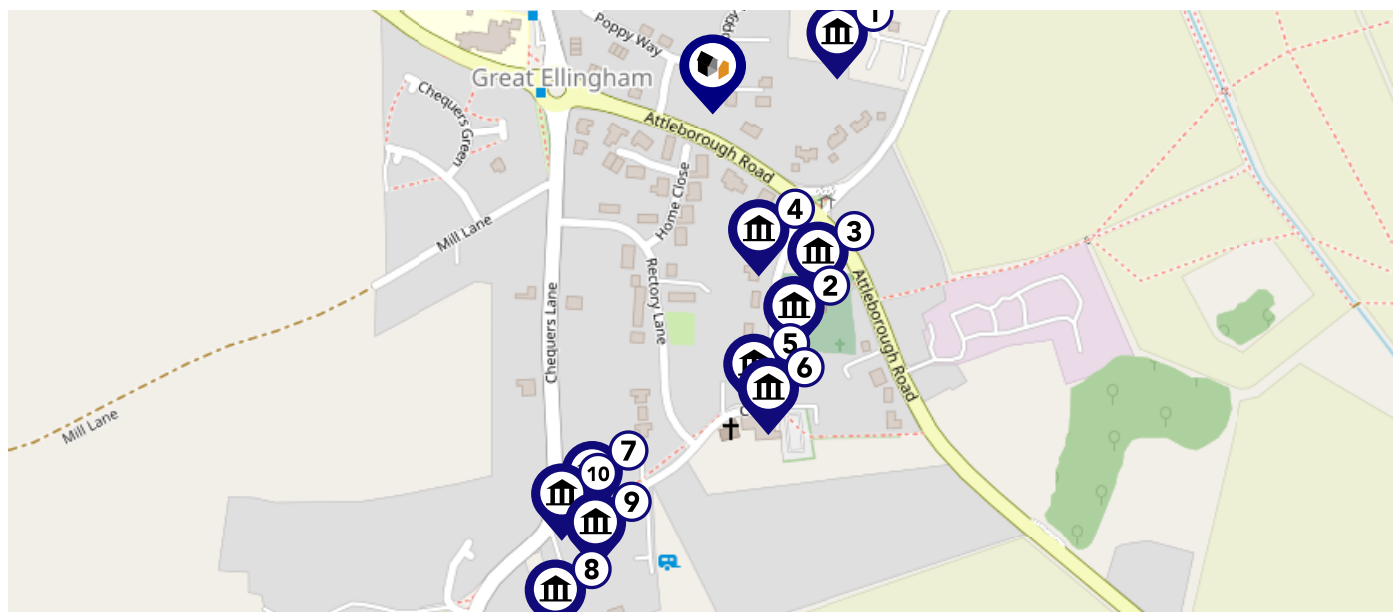 1
Poppy Way
Great Ellingham
Chequers Green
Attleborough Road
Home Close
Mill Lane
4
3
2
Rectory Lane
Chequers Lane
Attleborough Road
5
6
Mill Lane
7
10
9
8